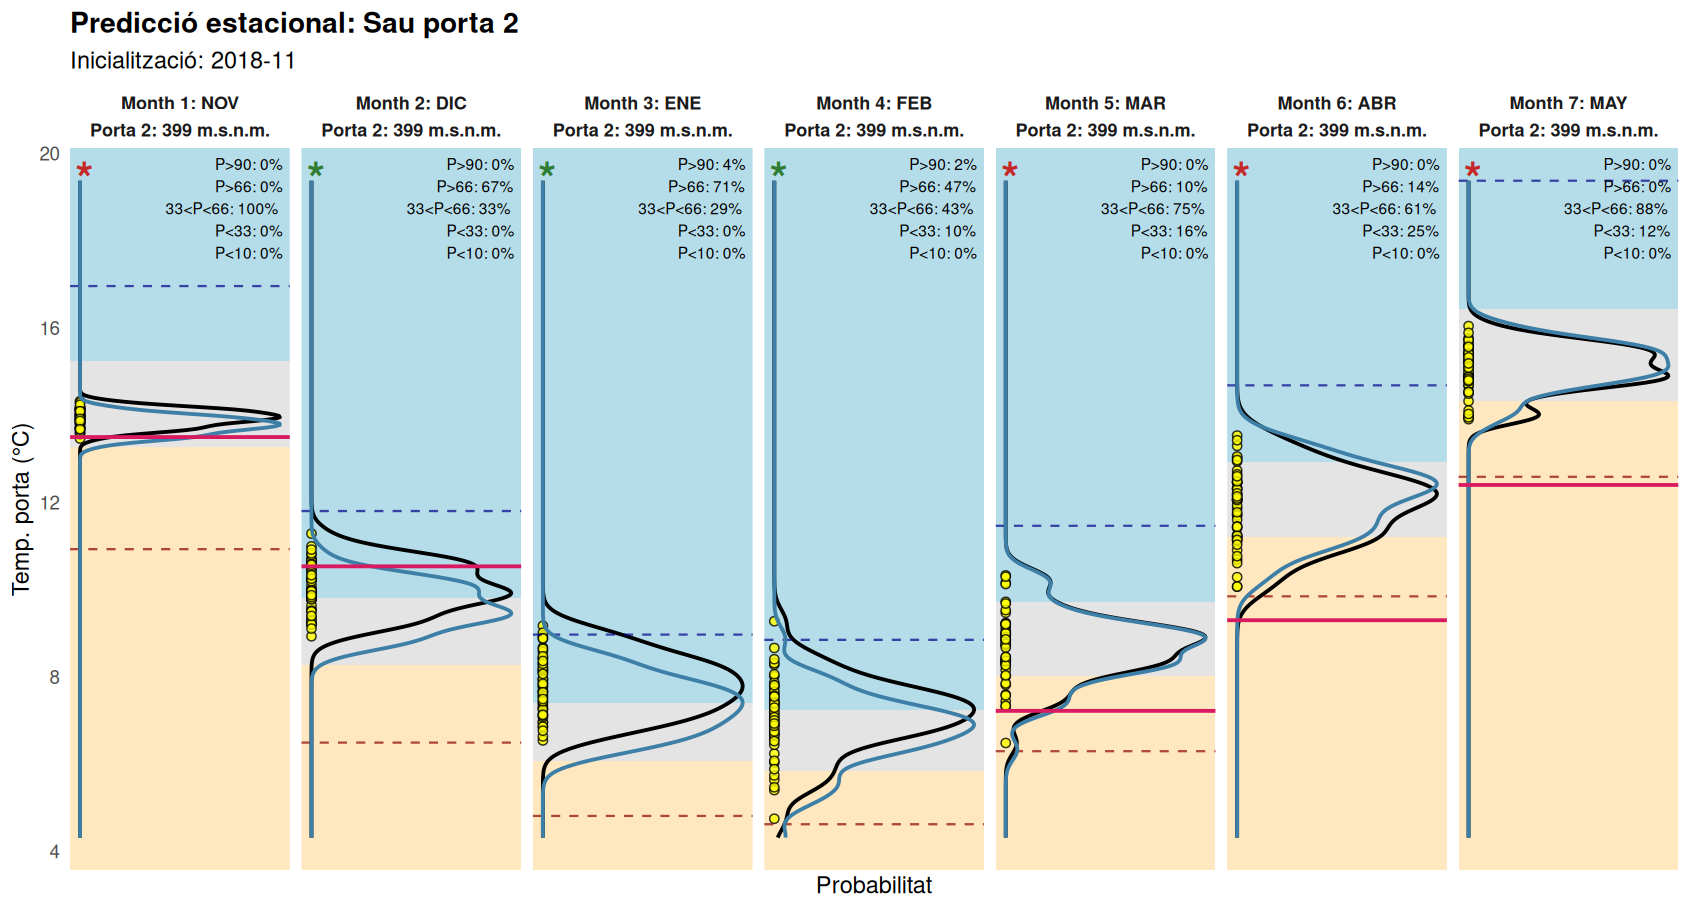 Predicció estacional: Sau porta 2
Inicialització: 2018-11
Month 1: NOV
Porta 2: 399 m.s.n.m.
Month 2: DIC
Porta 2: 399 m.s.n.m.
Month 3: ENE
Porta 2: 399 m.s.n.m.
Month 4: FEB
Porta 2: 399 m.s.n.m.
Month 5: MAR
Porta 2: 399 m.s.n.m.
Month 6: ABR
Porta 2: 399 m.s.n.m.
Month 7: MAY
Porta 2: 399 m.s.n.m.
Temp. porta (°C)
20
16
12
8
4
*
P>90: 0%
P>66: 0%
33<P<66: 100%
P<33: 0%
P<10: 0%
*
P>90: 0%
P>66: 67%
33<P<66: 33%
P<33: 0%
P<10: 0%
*
P>90: 4%
P>66: 71%
33<P<66: 29%
P<33: 0%
P<10: 0%
*
P>90: 2%
P>66: 47%
33<P<66: 43%
P<33: 10%
P<10: 0%
*
P>90: 0%
P>66: 10%
33<P<66: 75%
P<33: 16%
P<10: 0%
*
P>90: 0%
P>66: 14%
33<P<66: 61%
P<33: 25%
P<10: 0%
*
P>90: 0%
P>66: 0%
33<P<66: 88%
P<33: 12%
P<10: 0%
Probabilitat